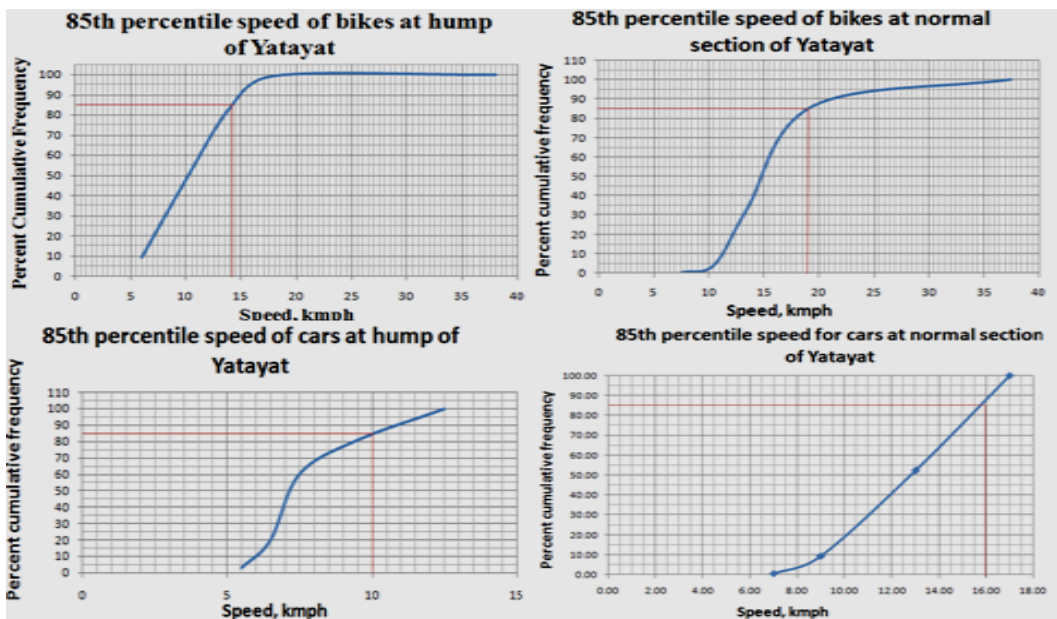 85th percentile speed of bikes at hump
of Yatayat
Percent Cumulative Frequency
100
90
80
70
60
50
40
30
20
10
0
0 5 10 15 20 25 30 35 40
Speed, kmph
85th percentile speed of bikes at normal
section of Yatayat
Percent cumulative frequency
110
100
90
80
70
60
50
40
30
20
10
0
0 5 10 15 20 25 30 35 40
Speed, kmph
85th percentile speed of cars at hump of
Yatayat
Percent cumulative frequency
110
100
90
80
70
60
50
40
30
20
10
0
0 5 10 15
Speed, kmph
85th percentile speed for cars at normal section
of Yatayat
Percent cumulative frequency
100.00
90.00
80.00
70.00
60.00
50.00
40.00
30.00
20.00
10.00
0.00
0.00 2.00 4.00 6.00 8.00 10.00 12.00 14.00 16.00 18.00
Speed, kmph